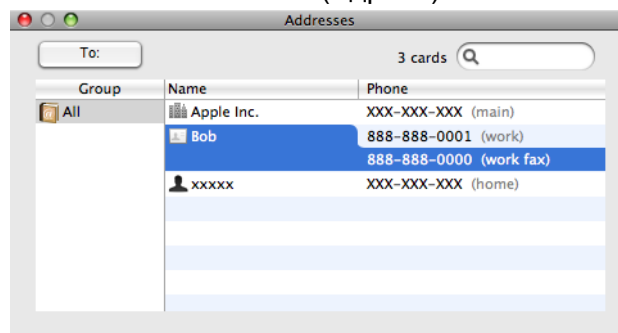 Addresses
To:
3 cards
Group Name Phone
All Apple Inc. XXX-XXX-XXX (main)
Bob 888-888-0001 (work)
888-888-0000 (work fax)
xxxxx XXX-XXX-XXX (home)